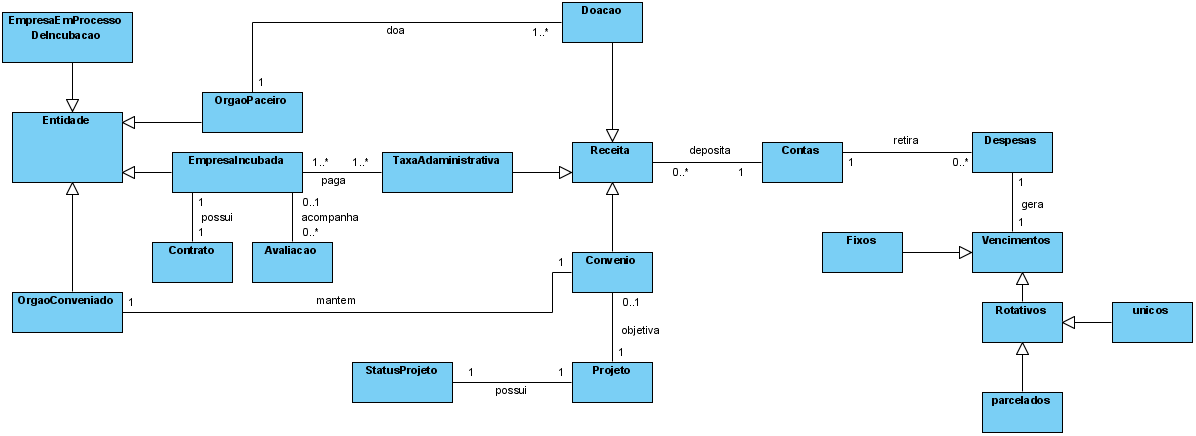 EmpresaEmProcesso
DeIncubacao
Doacao
doa
1..*
1
OrgaoPaceiro
Entidade
EmpresaIncubada
1..*
1..*
paga
TaxaAdaministrativa
Receita
deposita
0..*
1
Contas
retira
1
0..*
Despesas
1
gera
1
1
possui
1
0..1
acompanha
0..*
Contrato
Avaliacao
Fixos
Vencimentos
Convenio
1
OrgaoConveniado
1
mantem
0..1
objetiva
1
Rotativos
unicos
StatusProjeto
1
possui
1
Projeto
parcelados